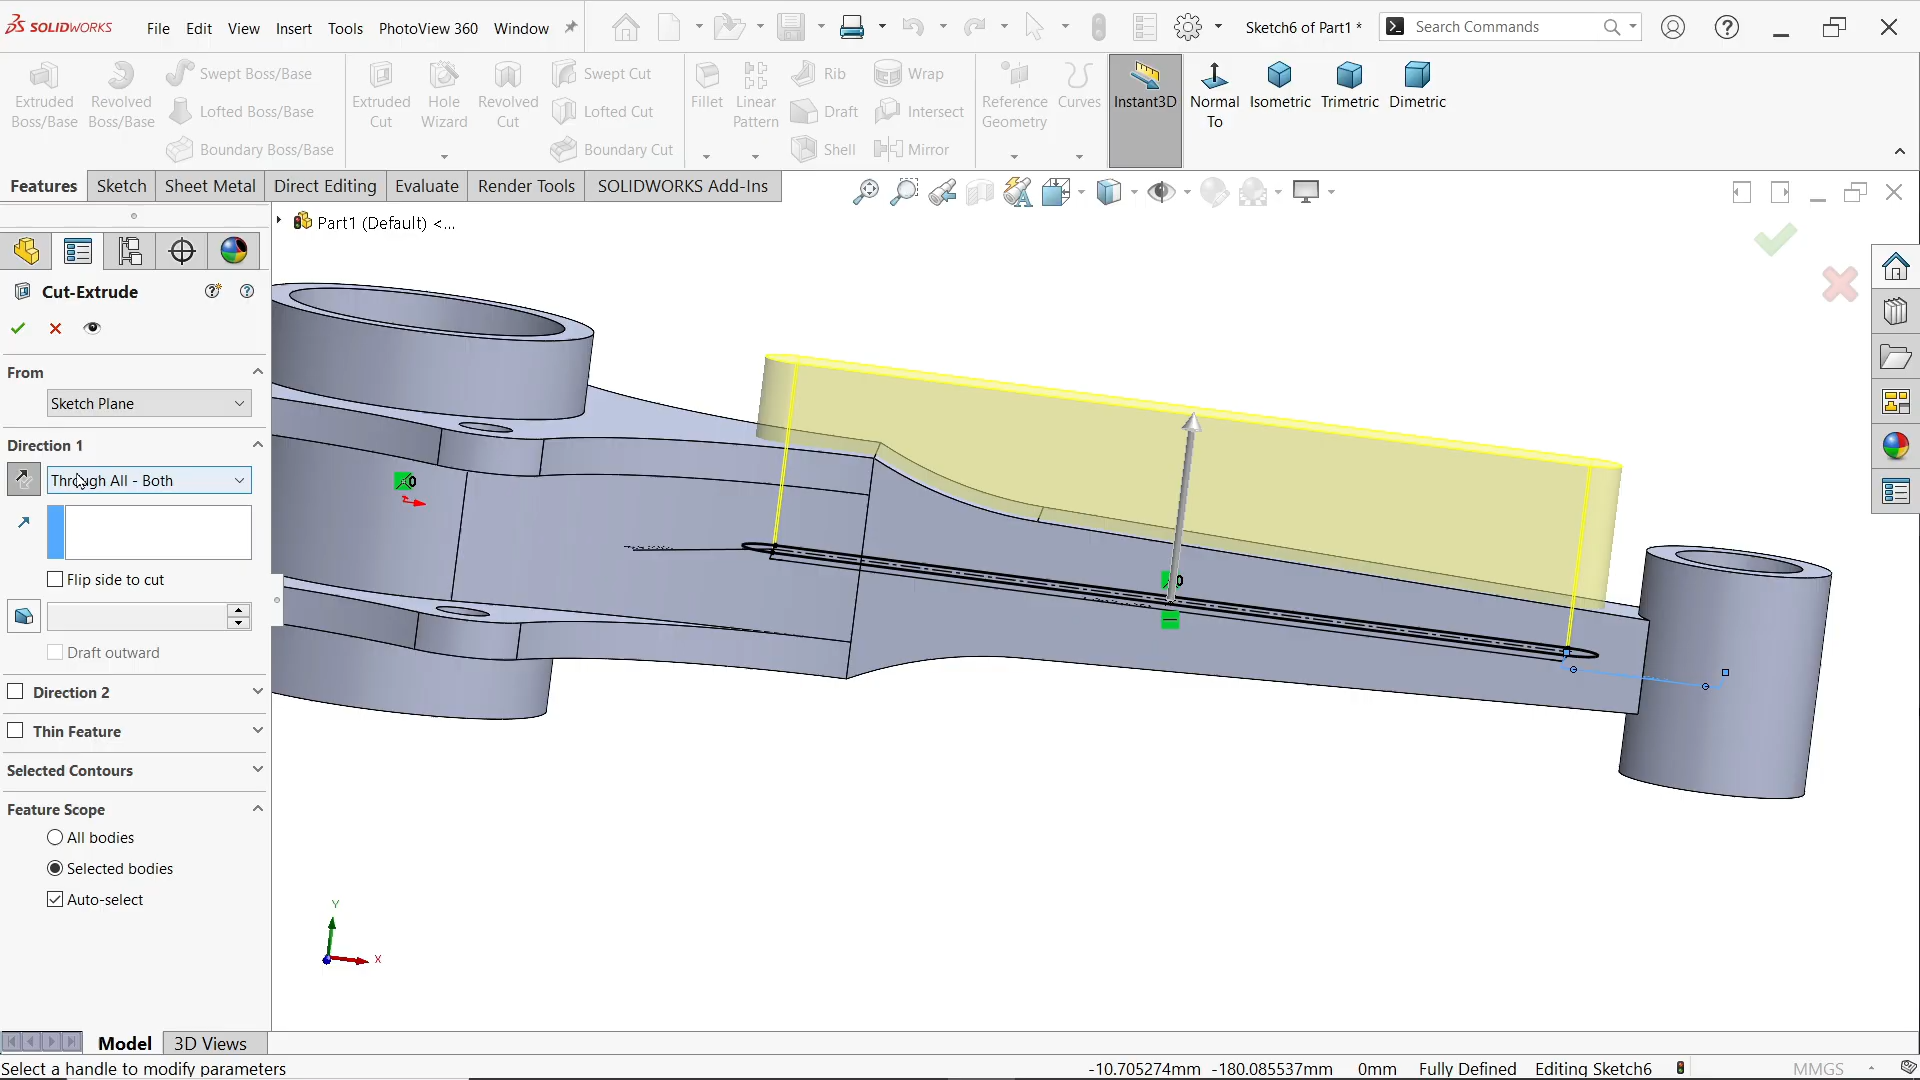 SOLIDWORKS File Edit View Insert Tools PhotoView 360 Window Sketch6 of Part1 * Search Commands
Extruded Boss/Base
Revolved Boss/Base
Swept Boss/Base
Lofted Boss/Base
Boundary Boss/Base
Extruded Cut
Hole Wizard
Revolved Cut
Swept Cut
Lofted Cut
Boundary Cut
Fillet
Linear Pattern
Rib
Draft
Shell
Wrap
Intersect
Mirror
Reference Geometry
Curves
Instant3D
Normal To
Isometric
Trimetric
Dimetric
Features Sketch Sheet Metal Direct Editing Evaluate Render Tools SOLIDWORKS Add-Ins
Part1 (Default) <...
Cut-Extrude
From
Sketch Plane
Direction 1
Through All - Both
Flip side to cut
Draft outward
Direction 2
Thin Feature
Selected Contours
Feature Scope
All bodies
Selected bodies
Auto-select
0
0
Y
X
Model 3D Views
Select a handle to modify parameters -10.705274mm -180.085537mm 0mm Fully Defined Editing Sketch6 MMGS